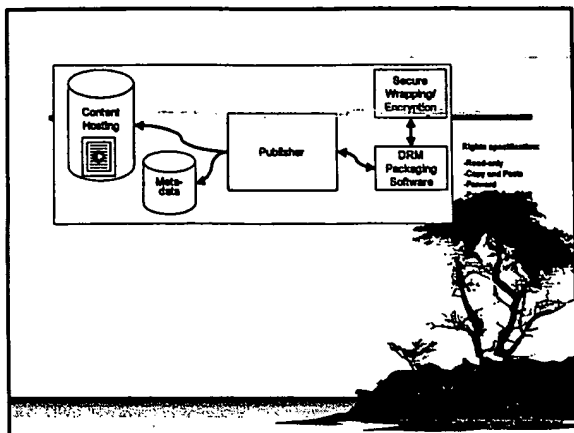 Content
Hosting
Meta-
data
Publisher
Secure
Wrapping/
Encryption
DRM
Packaging
Software
Rights specification:
-Read-only
-Copy and Paste
-Forward